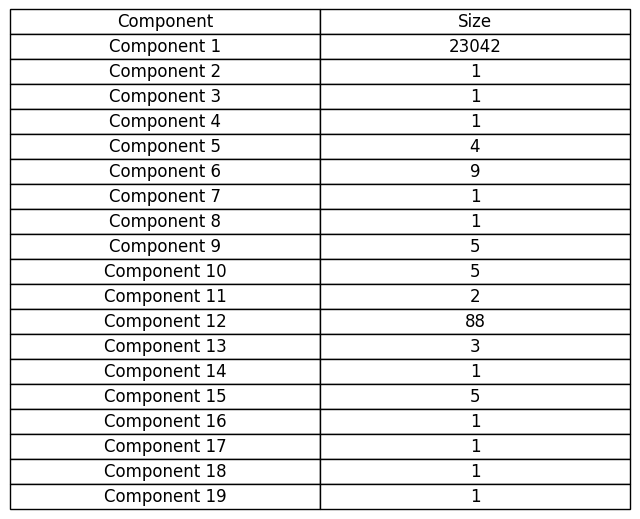 Component Size
Component 1 23042
Component 2 1
Component 3 1
Component 4 1
Component 5 4
Component 6 9
Component 7 1
Component 8 1
Component 9 5
Component 10 5
Component 11 2
Component 12 88
Component 13 3
Component 14 1
Component 15 5
Component 16 1
Component 17 1
Component 18 1
Component 19 1